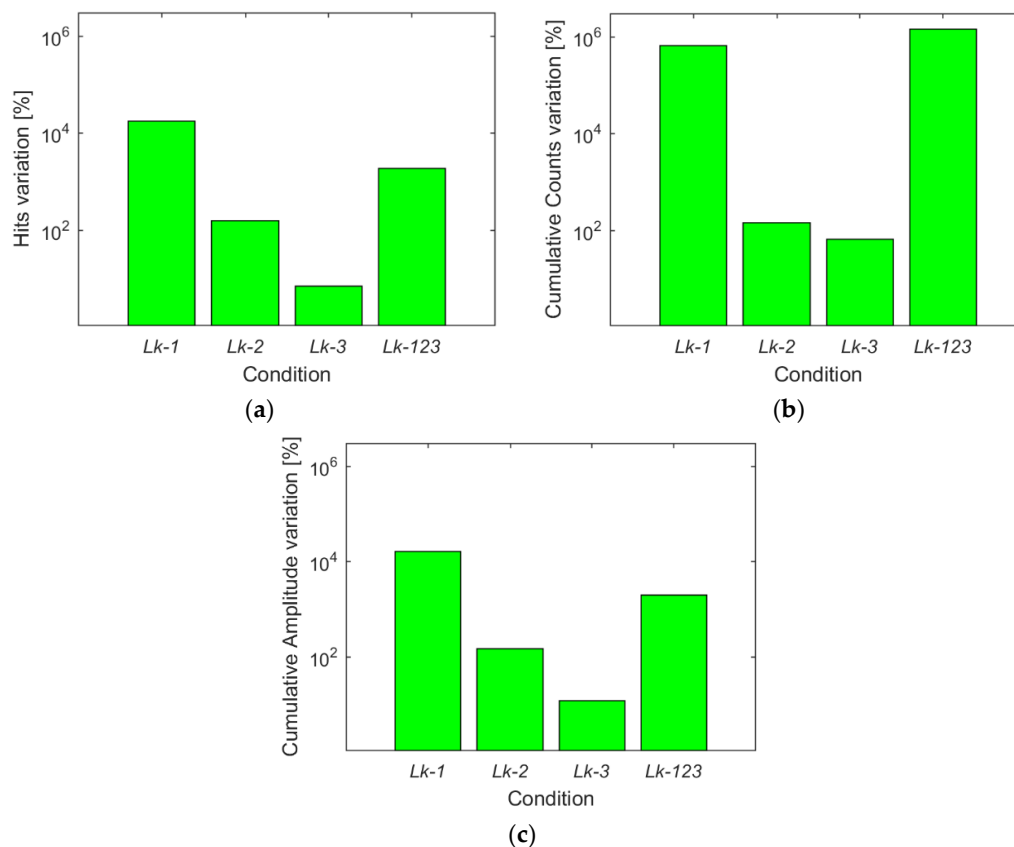 Hits variation [%]
10^6
10^4
10^2
Lk-1 Lk-2 Lk-3 Lk-123
Condition
(a)
Cumulative Counts variation [%]
10^6
10^4
10^2
Lk-1 Lk-2 Lk-3 Lk-123
Condition
(b)
Cumulative Amplitude variation [%]
10^6
10^4
10^2
Lk-1 Lk-2 Lk-3 Lk-123
Condition
(c)